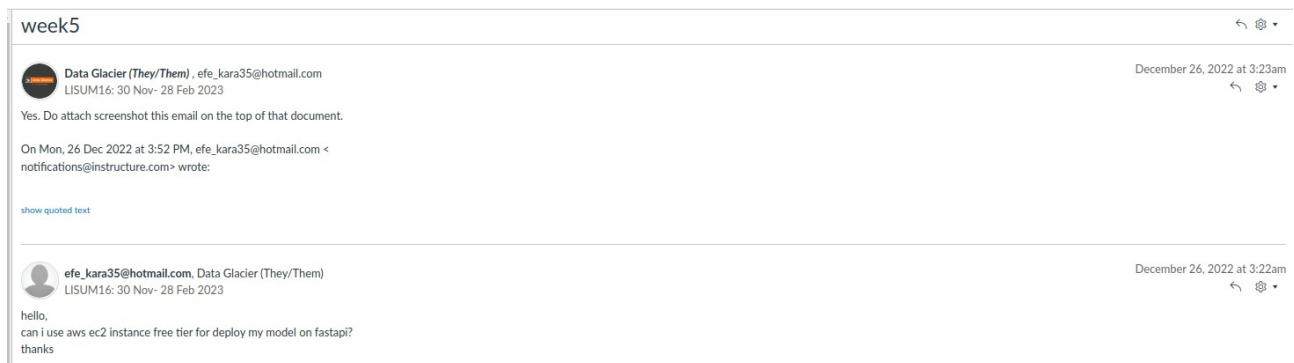 week5
Data Glacier (They/Them) , efe_kara35@hotmail.com
December 26, 2022 at 3:23am
LISUM16: 30 Nov- 28 Feb 2023
Yes. Do attach screenshot this email on the top of that document.
On Mon, 26 Dec 2022 at 3:52 PM, efe_kara35@hotmail.com <
notifications@instructure.com> wrote:
show quoted text
efe_kara35@hotmail.com, Data Glacier (They/Them)
December 26, 2022 at 3:22am
LISUM16: 30 Nov- 28 Feb 2023
hello,
can i use aws ec2 instance free tier for deploy my model on fastapi?
thanks